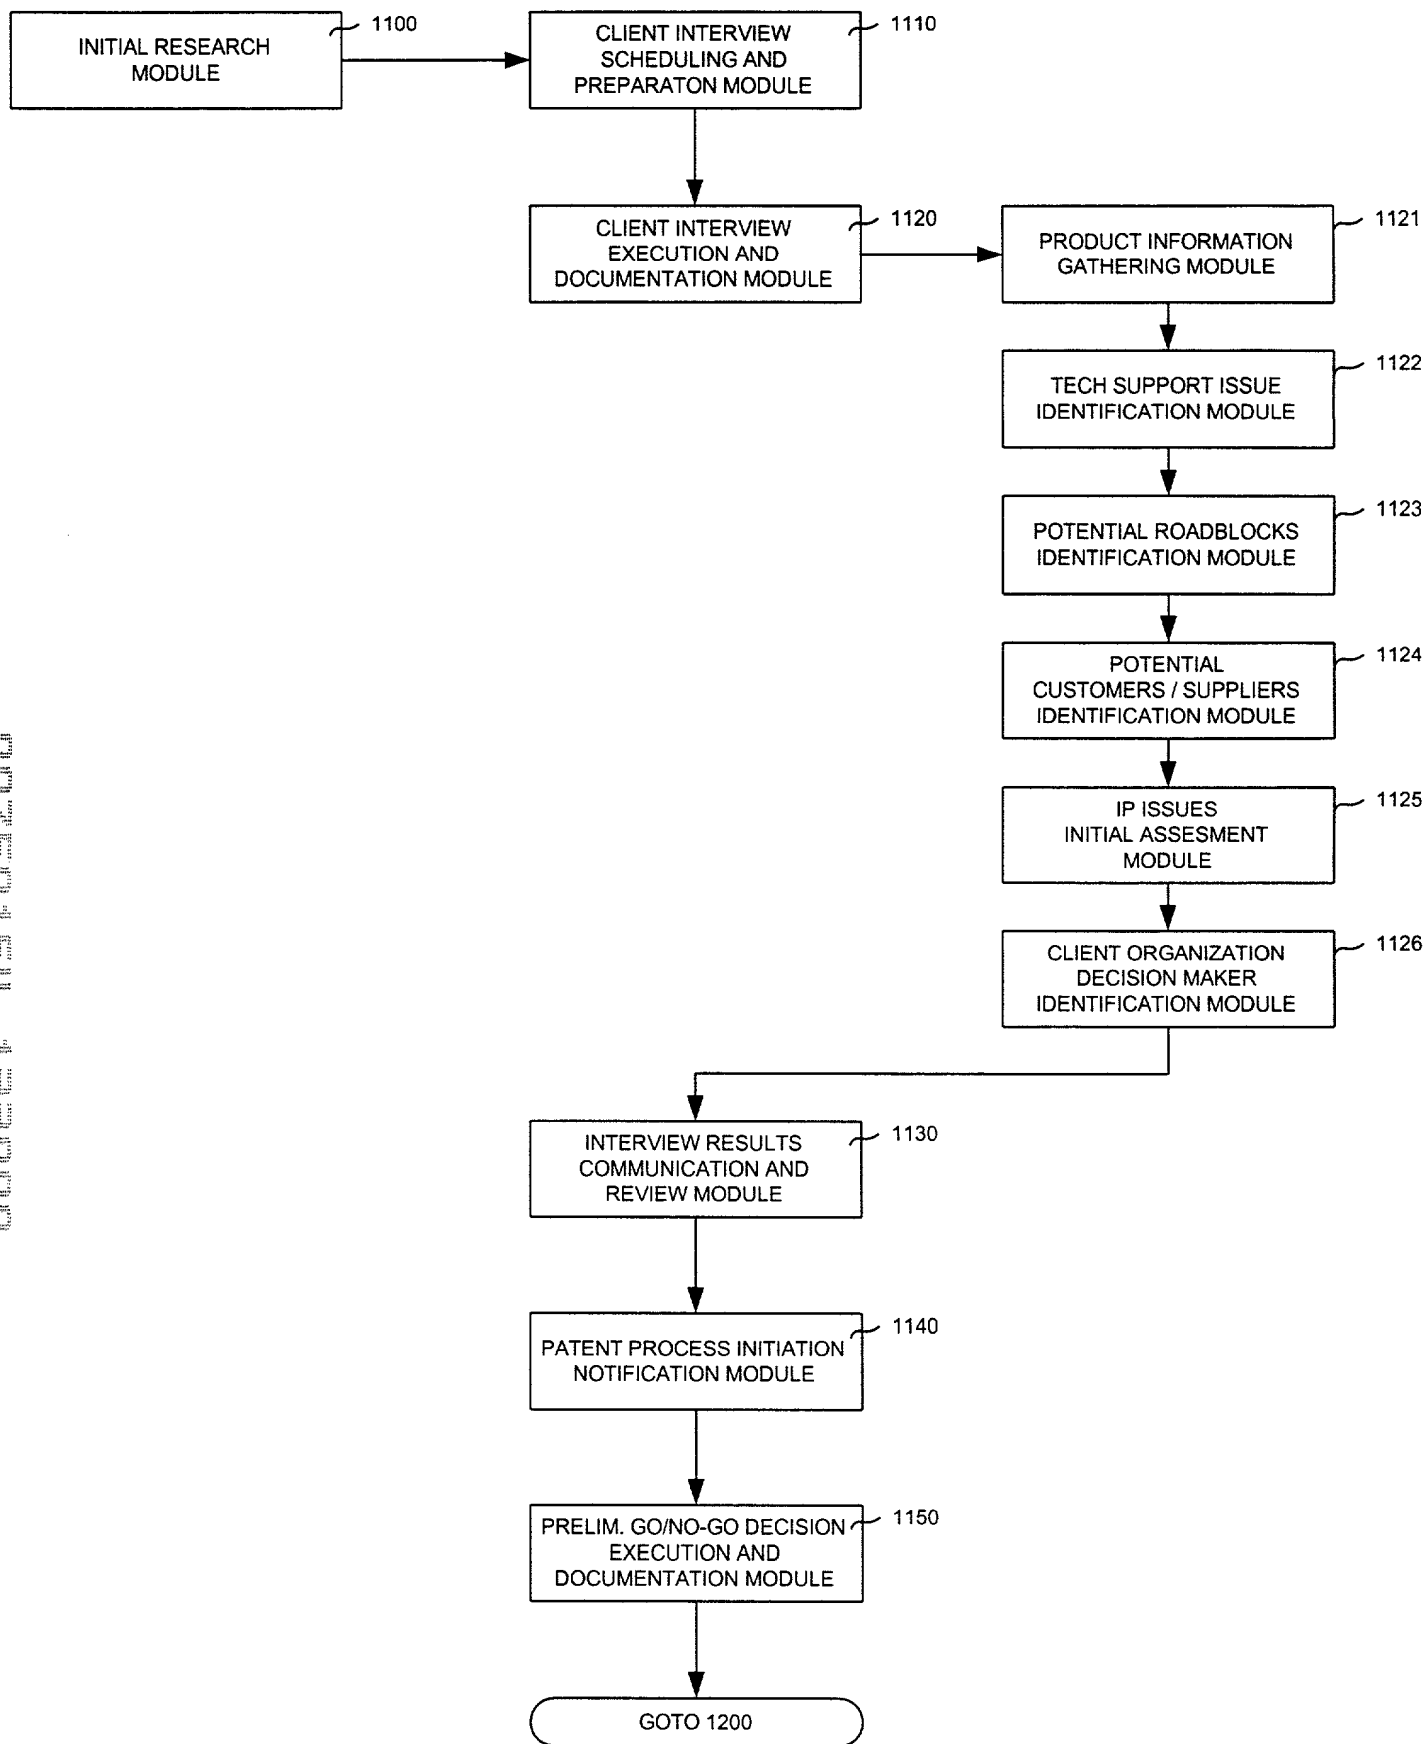 INITIAL RESEARCH
MODULE
1100
CLIENT INTERVIEW
SCHEDULING AND
PREPARATON MODULE
1110
CLIENT INTERVIEW
EXECUTION AND
DOCUMENTATION MODULE
1120
PRODUCT INFORMATION
GATHERING MODULE
1121
TECH SUPPORT ISSUE
IDENTIFICATION MODULE
1122
POTENTIAL ROADBLOCKS
IDENTIFICATION MODULE
1123
POTENTIAL
CUSTOMERS / SUPPLIERS
IDENTIFICATION MODULE
1124
IP ISSUES
INITIAL ASSESMENT
MODULE
1125
CLIENT ORGANIZATION
DECISION MAKER
IDENTIFICATION MODULE
1126
INTERVIEW RESULTS
COMMUNICATION AND
REVIEW MODULE
1130
PATENT PROCESS INITIATION
NOTIFICATION MODULE
1140
PRELIM. GO/NO-GO DECISION
EXECUTION AND
DOCUMENTATION MODULE
1150
GOTO 1200